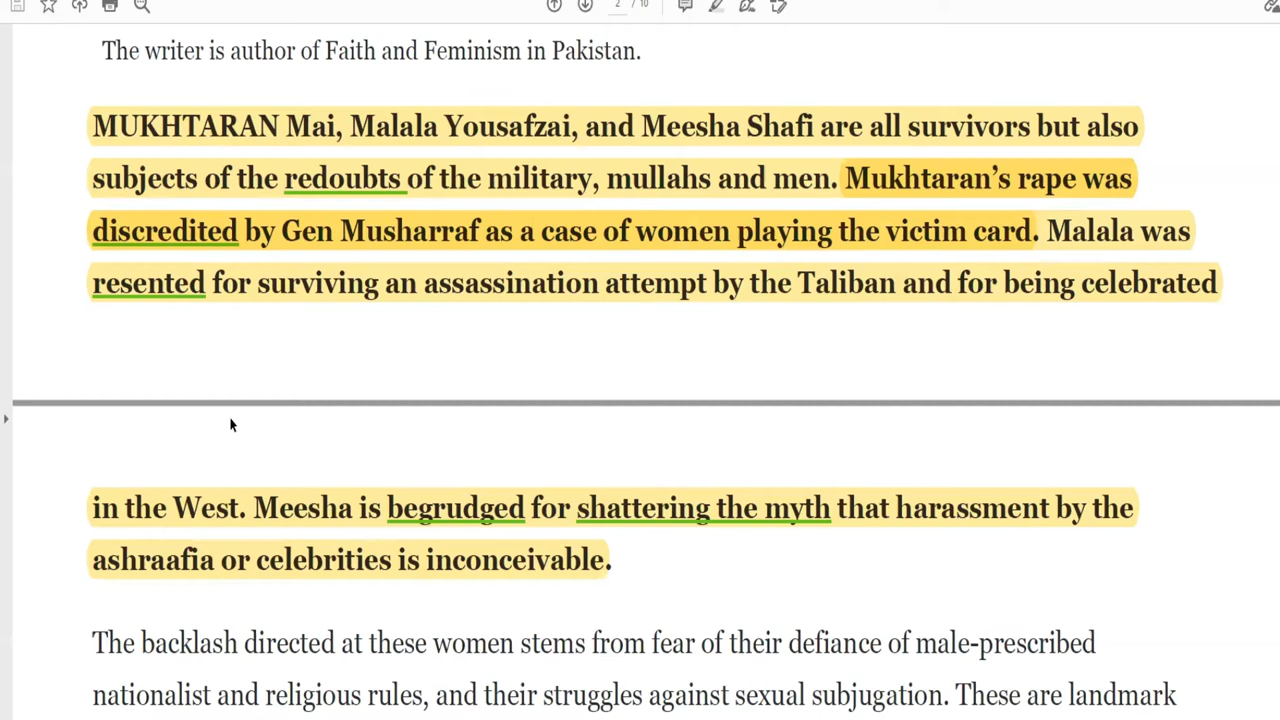 2 / 10
The writer is author of Faith and Feminism in Pakistan.
MUKHTARAN Mai, Malala Yousafzai, and Meesha Shafi are all survivors but also
subjects of the redoubts of the military, mullahs and men. Mukhtaran’s rape was
discredited by Gen Musharraf as a case of women playing the victim card. Malala was
resented for surviving an assassination attempt by the Taliban and for being celebrated
in the West. Meesha is begrudged for shattering the myth that harassment by the
ashraafia or celebrities is inconceivable.
The backlash directed at these women stems from fear of their defiance of male-prescribed
nationalist and religious rules, and their struggles against sexual subjugation. These are landmark